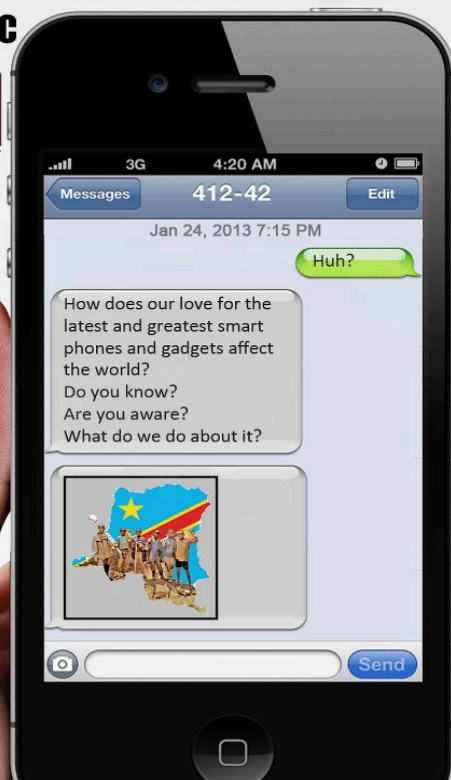 C
3G 4:20 AM
Messages 412-42 Edit
Jan 24, 2013 7:15 PM
Huh?
How does our love for the
latest and greatest smart
phones and gadgets affect
the world?
Do you know?
Are you aware?
What do we do about it?
Send